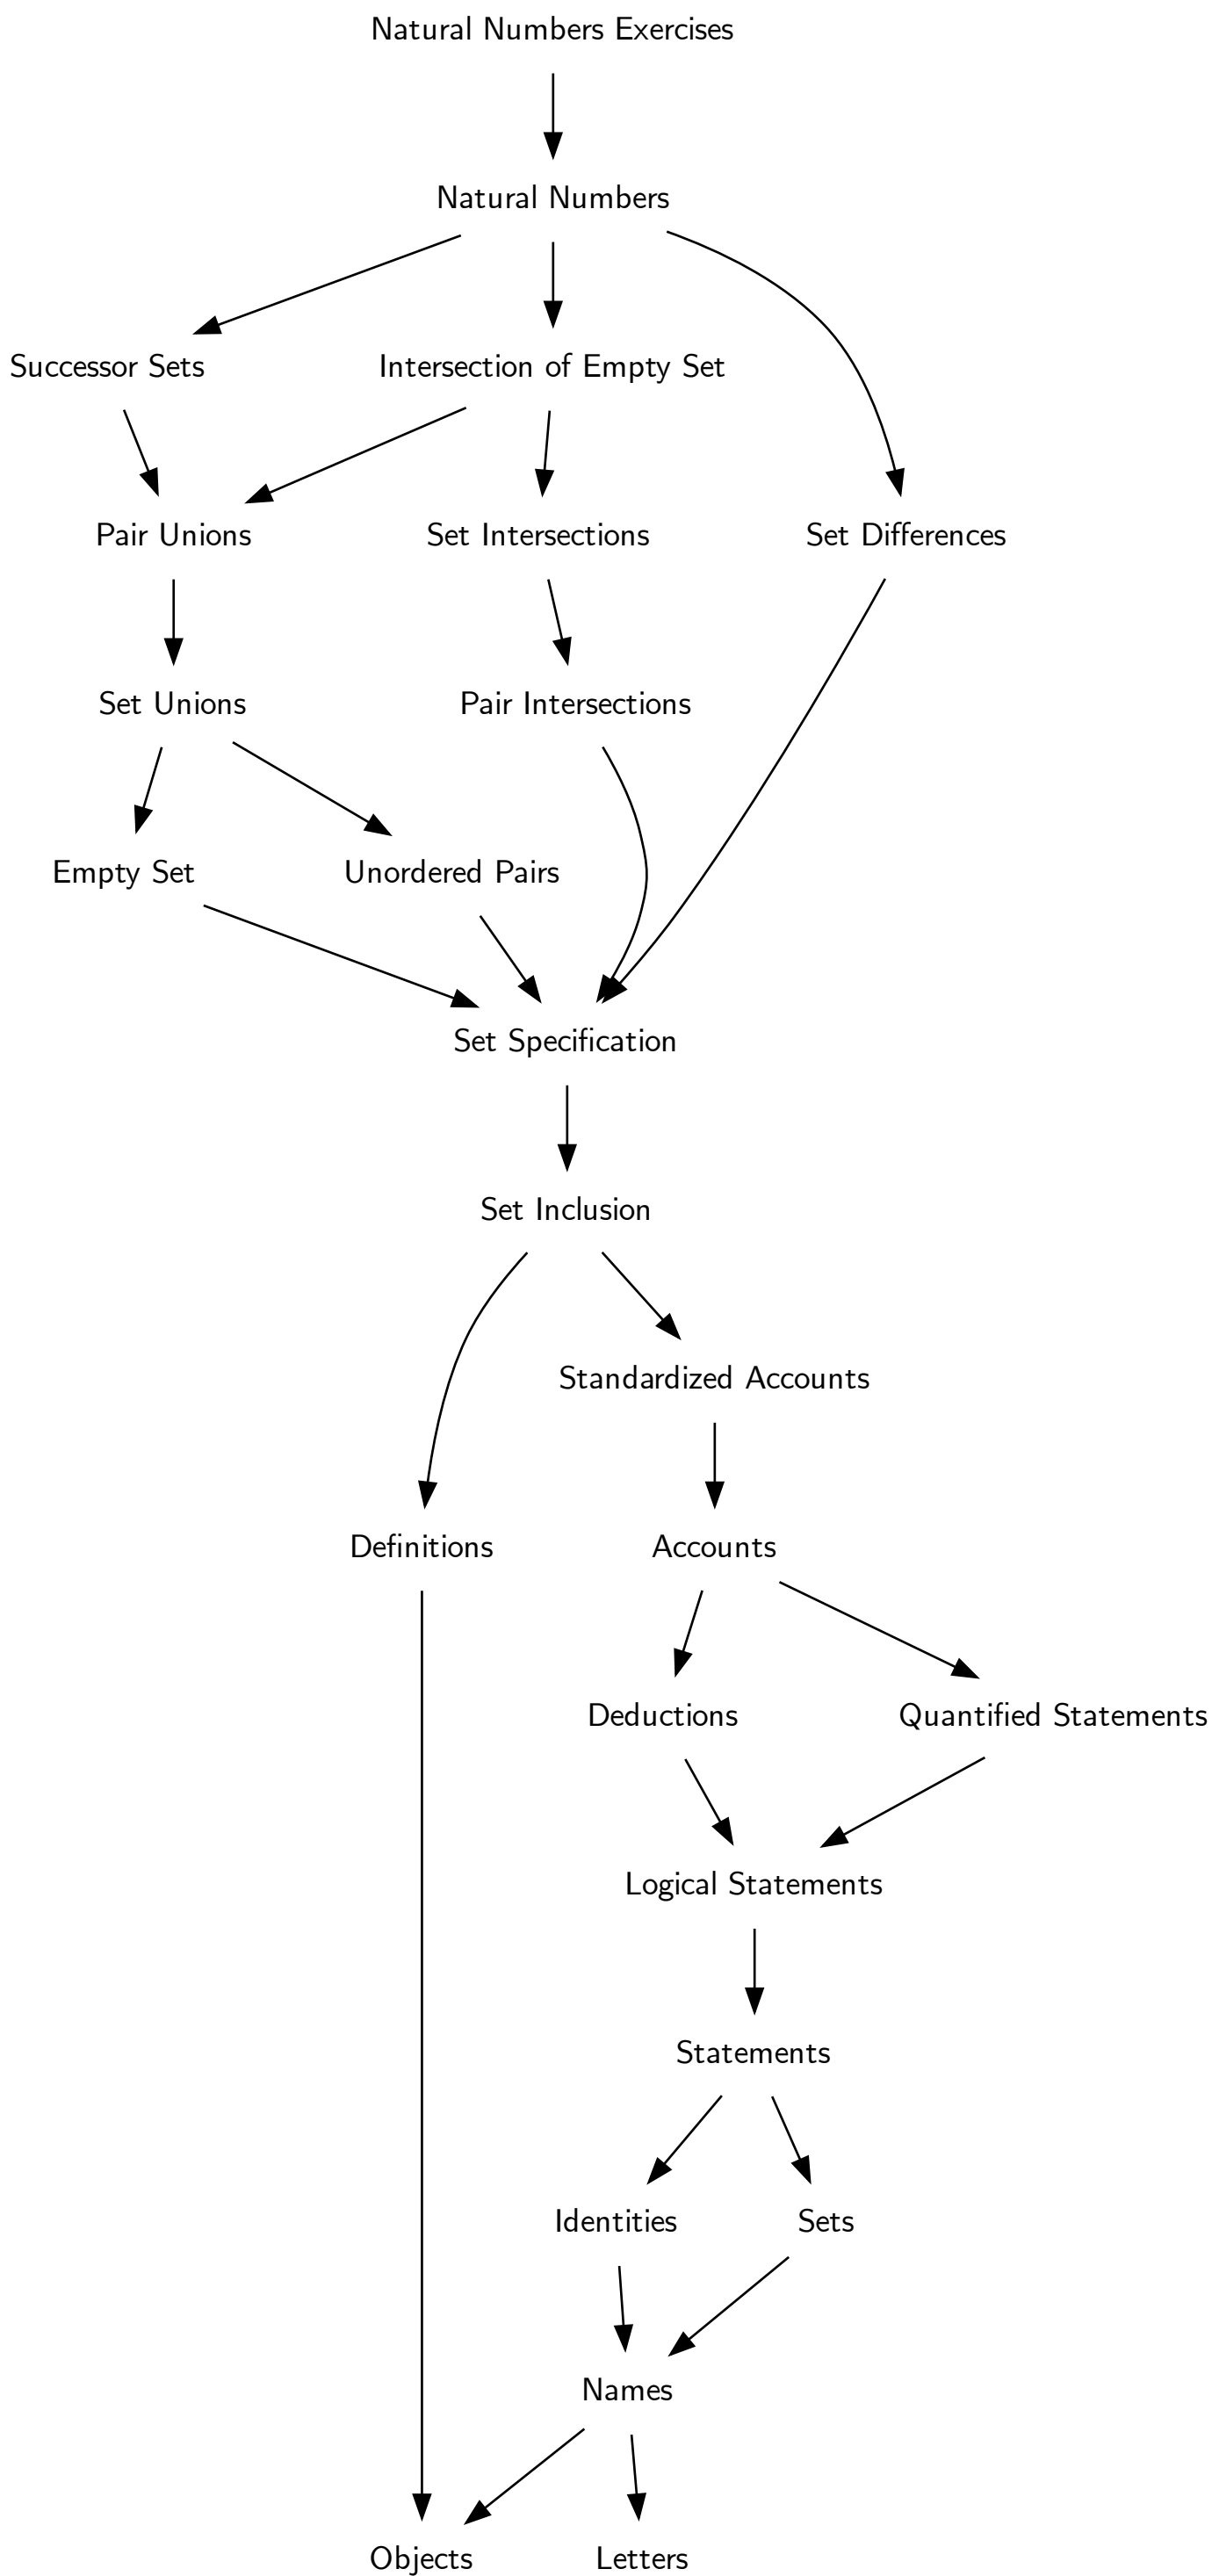 Natural Numbers Exercises
Natural Numbers
Successor Sets
Intersection of Empty Set
Pair Unions
Set Intersections
Set Differences
Set Unions
Pair Intersections
Empty Set
Unordered Pairs
Set Specification
Set Inclusion
Standardized Accounts
Definitions
Accounts
Deductions
Quantified Statements
Logical Statements
Statements
Identities
Sets
Names
Objects
Letters